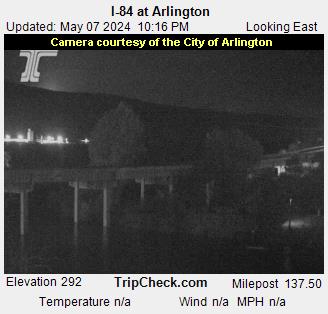 I-84 at Arlington
Updated: May 07 2024 10:16 PM Looking East
Camera courtesy of the City of Arlington
Elevation 292 TripCheck.com Milepost 137.50
Temperature n/a Wind n/a MPH n/a